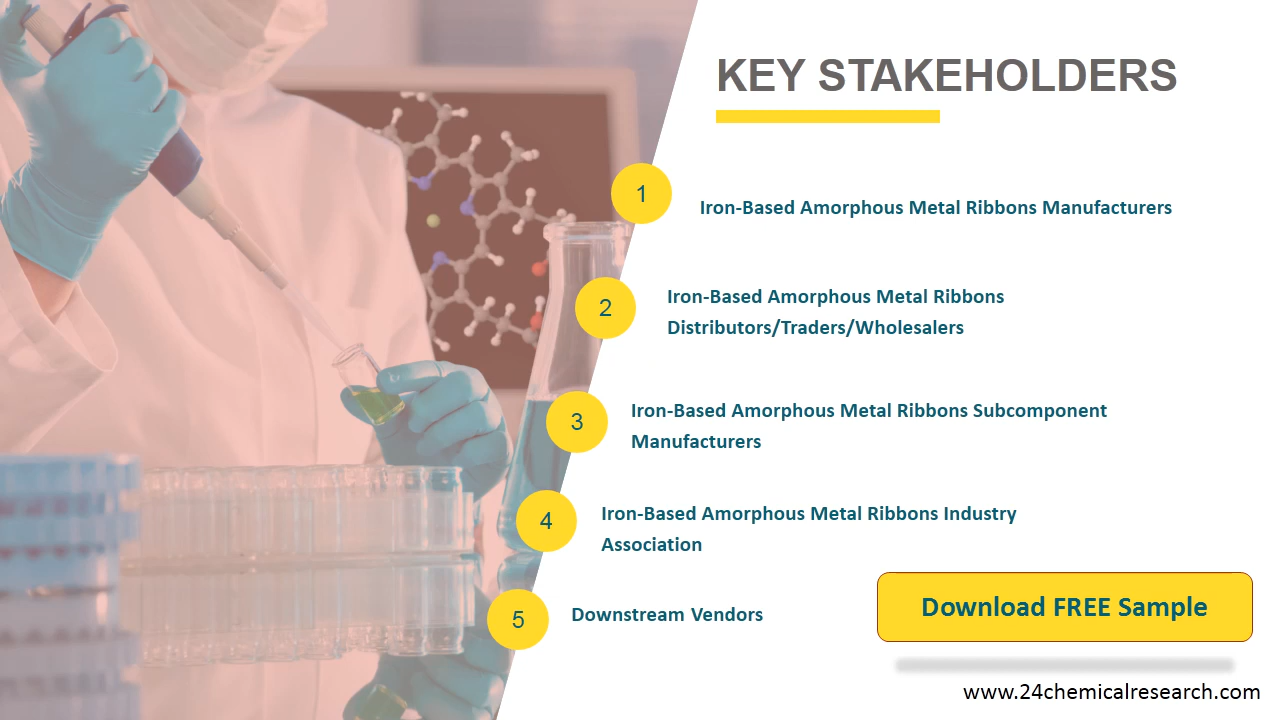 KEY STAKEHOLDERS
1
Iron-Based Amorphous Metal Ribbons Manufacturers
2
Iron-Based Amorphous Metal Ribbons
Distributors/Traders/Wholesalers
3
Iron-Based Amorphous Metal Ribbons Subcomponent
Manufacturers
4
Iron-Based Amorphous Metal Ribbons Industry
Association
5
Downstream Vendors
Download FREE Sample
www.24chemicalresearch.com